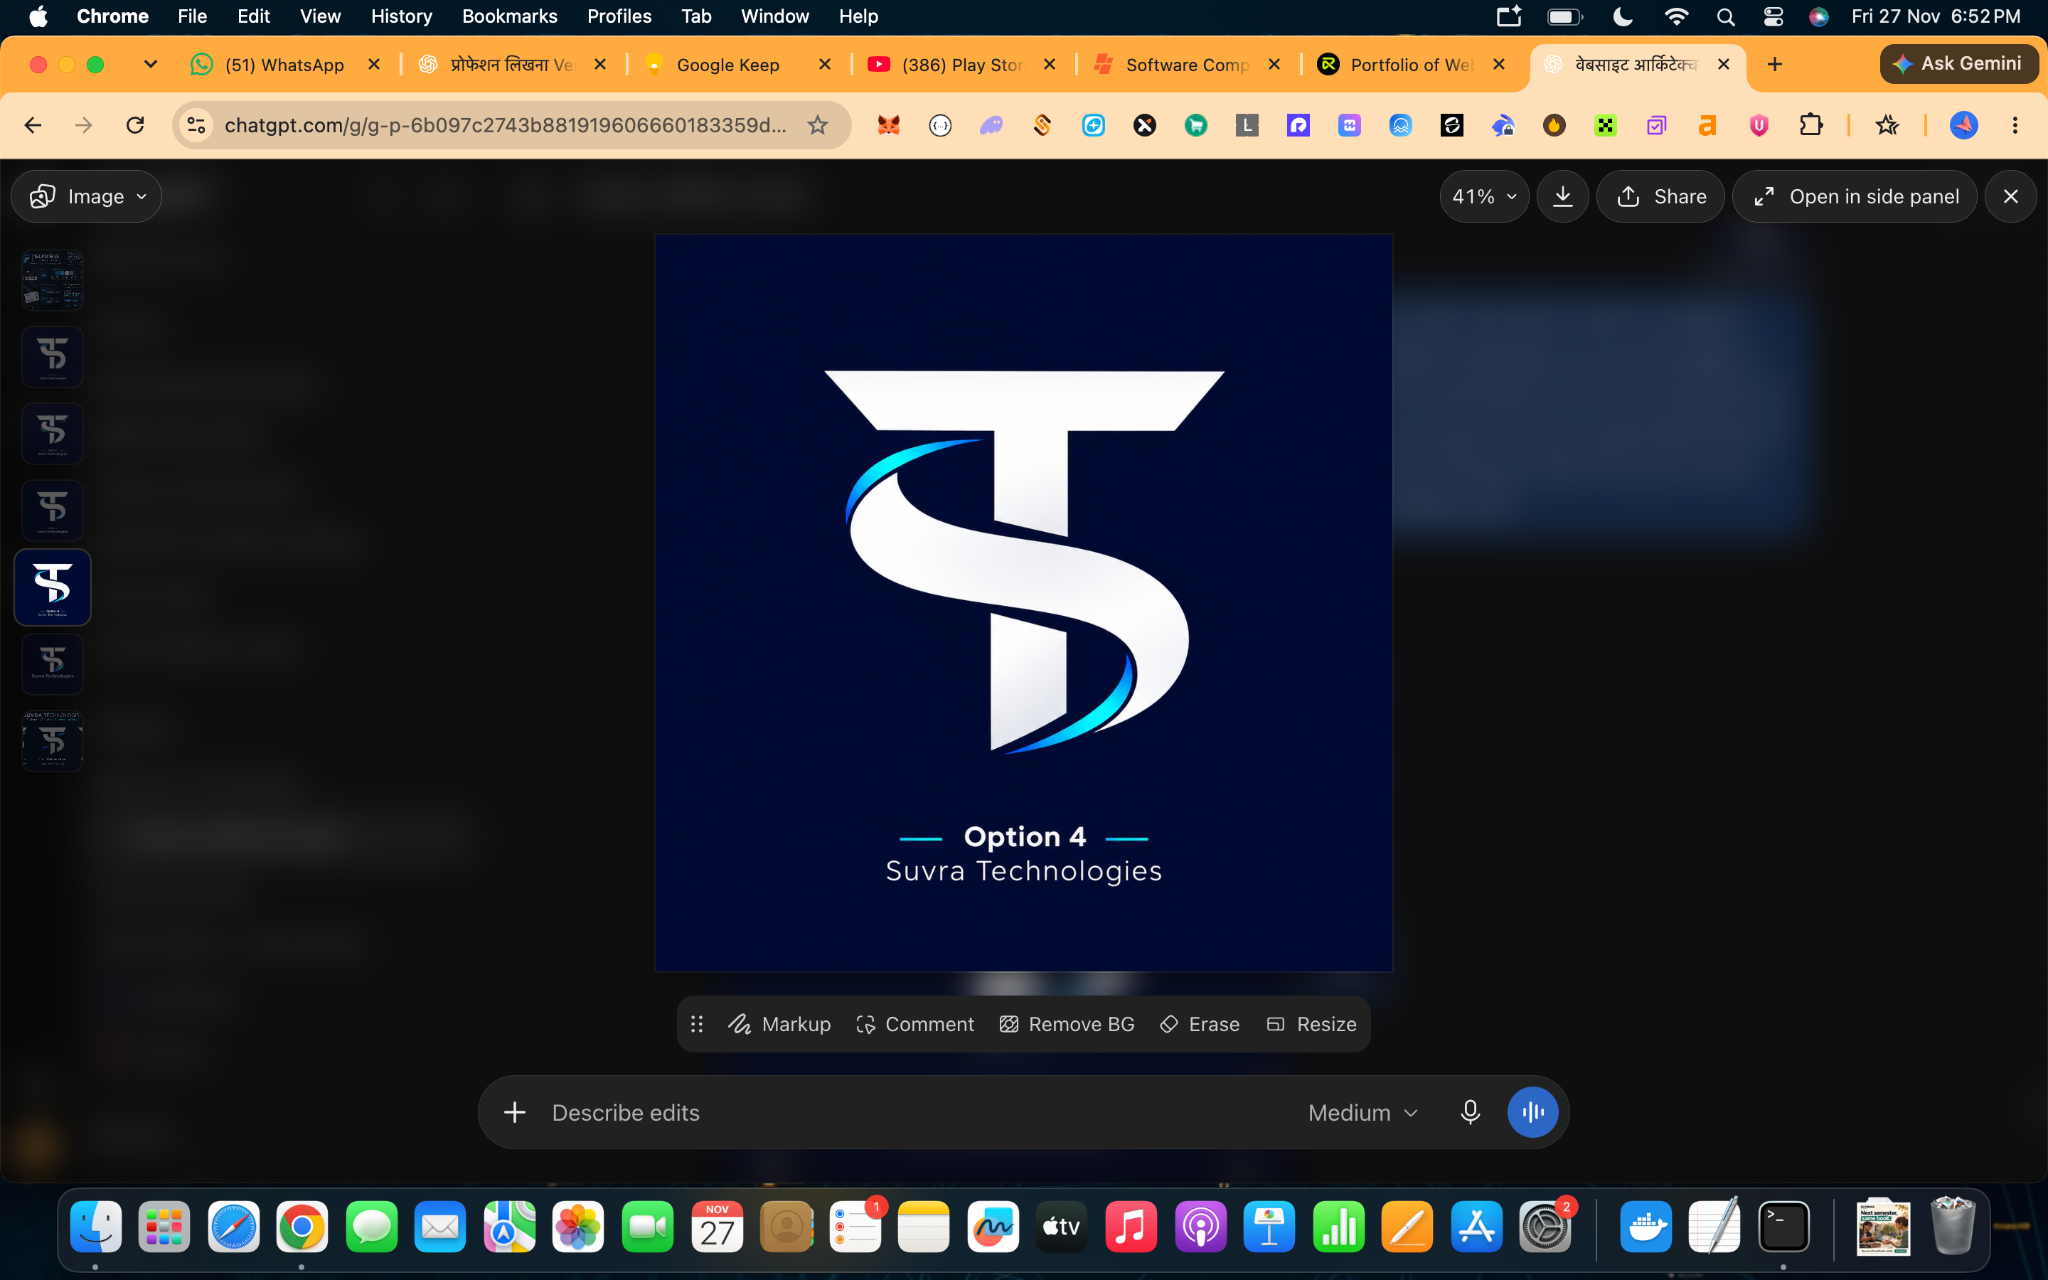 Chrome File Edit View History Bookmarks Profiles Tab Window Help Fri 27 Nov 6:52 PM
(51) WhatsApp प्रोफेशन लिखना Ve Google Keep (386) Play Stor Software Comp Portfolio of We वेबसाइट आर्किटेक्च Ask Gemini
chatgpt.com/g/g-p-6b097c2743b881919606660183359d...
Image 41% Share Open in side panel
Option 4
Suvra Technologies
Markup Comment Remove BG Erase Resize
Describe edits Medium
NOV
27
1
tv
2